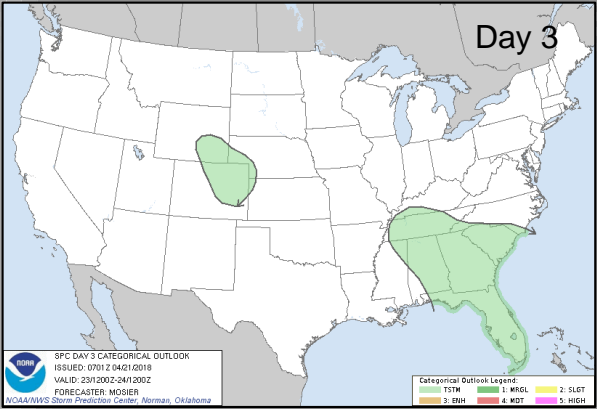 Day 3
SPC DAY 3 CATEGORICAL OUTLOOK
ISSUED: 0701Z 04/21/2018
VALID: 23/1200Z-24/1200Z
FORECASTER: MOSIER
NOAA/NWS Storm Prediction Center, Norman, Oklahoma
NOAA
Categorical Outlook Legend:
TSTM 1: MRGL 2: SLGT
3: ENH 4: MDT 5: HIGH